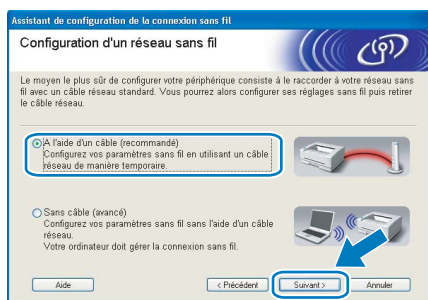 Assistant de configuration de la connexion sans fil
Configuration d'un réseau sans fil
Le moyen le plus sûr de configurer votre périphérique consiste à le raccorder à votre réseau sans
fil avec un câble réseau standard. Vous pourrez alors configurer ses réglages sans fil puis retirer
le câble réseau.
A l'aide d'un câble (recommandé)
Configurez vos paramètres sans fil en utilisant un câble
réseau de manière temporaire.
Sans câble (avancé)
Configurez vos paramètres sans fil sans l'aide d'un câble
réseau.
Votre ordinateur doit gérer la connexion sans fil.
Aide
< Précédent
Suivant >
Annuler